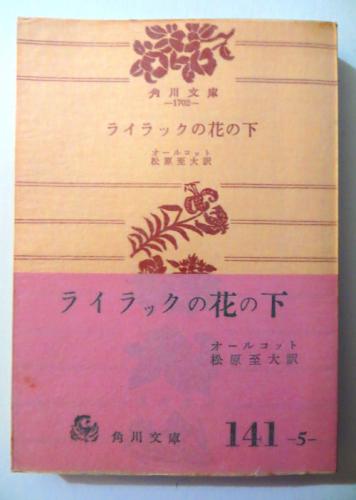 角川文庫
—1702—
ライラックの花の下
オールコット
松原至大訳
ライラックの花の下
オールコット
松原至大訳
角川文庫
141 -5-